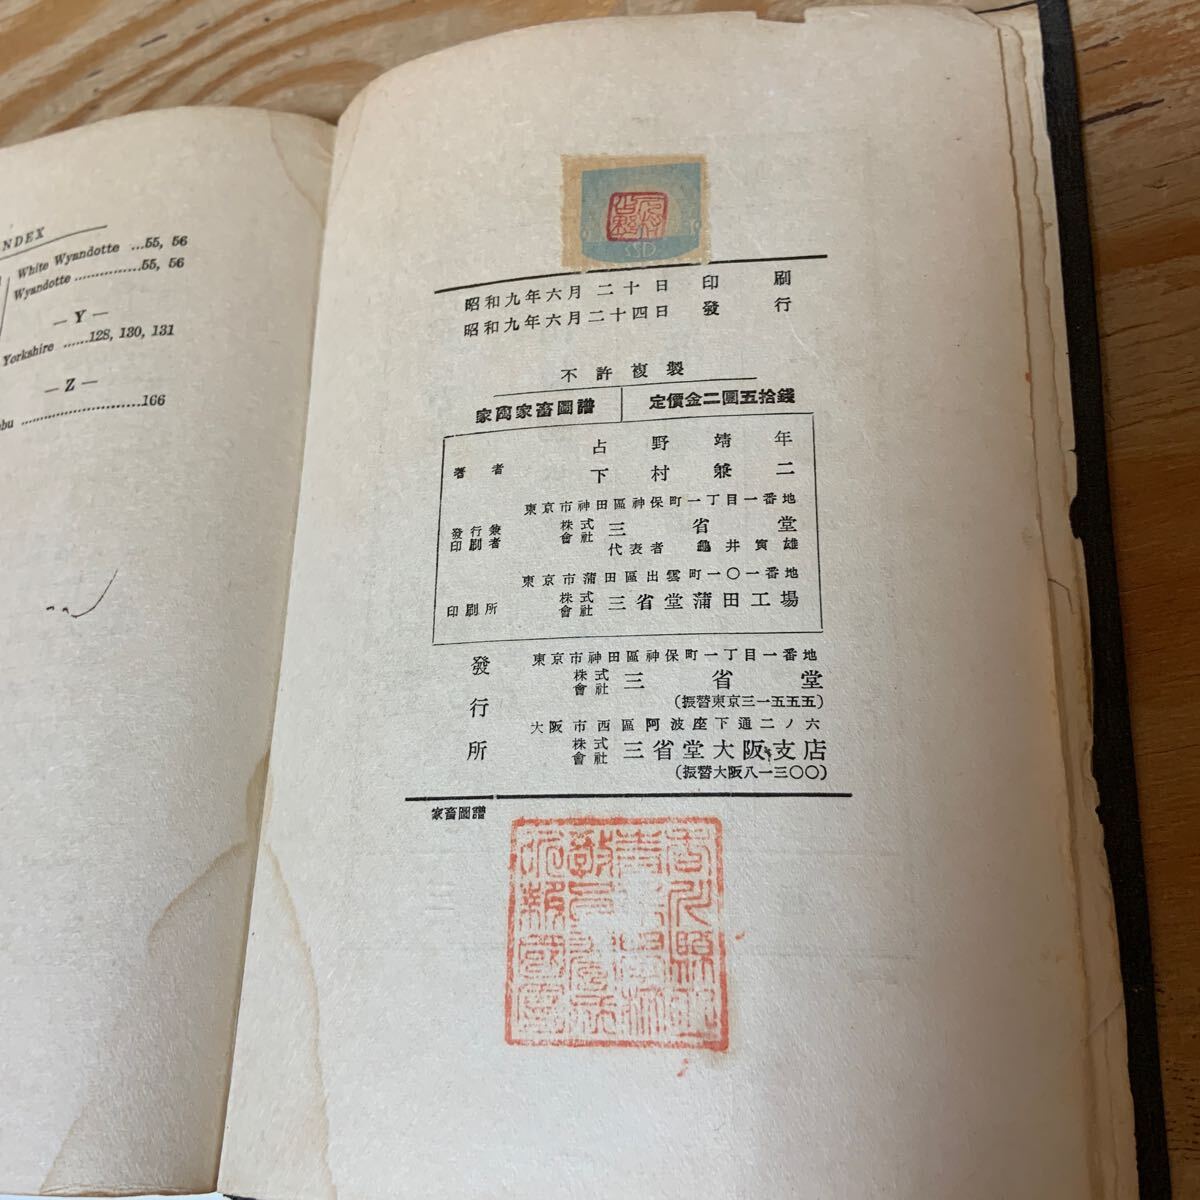 INDEX
White Wyandotte ...55, 56
Wyandotte ...............55, 56
— Y —
Yorkshire ......128, 130, 131
— Z —
bu ............................166
SSD
昭和九年六月二十日 印刷
昭和九年六月二十四日 發行
不許複製
家禽家畜圖譜
定價金二圓五拾錢
著者
占野靖年
下村兼二
東京市神田區神保町一丁目一番地
發行兼印刷者
株式會社 三省堂
代表者 龜井寅雄
東京市蒲田區出雲町一〇一番地
印刷所
株式會社 三省堂蒲田工場
發行所
東京市神田區神保町一丁目一番地
株式會社 三省堂
(振替東京三一五五五)
大阪市西區阿波座下通二ノ六
株式會社 三省堂大阪支店
(振替大阪八一三〇〇)
家畜圖譜